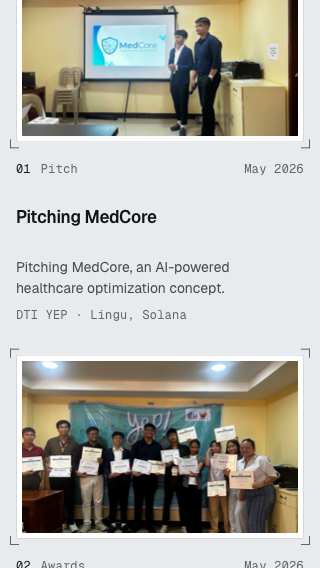 MedCore
01 Pitch May 2026
Pitching MedCore
Pitching MedCore, an AI-powered
healthcare optimization concept.
DTI YEP · Lingu, Solana
yep!
02 Awards May 2026